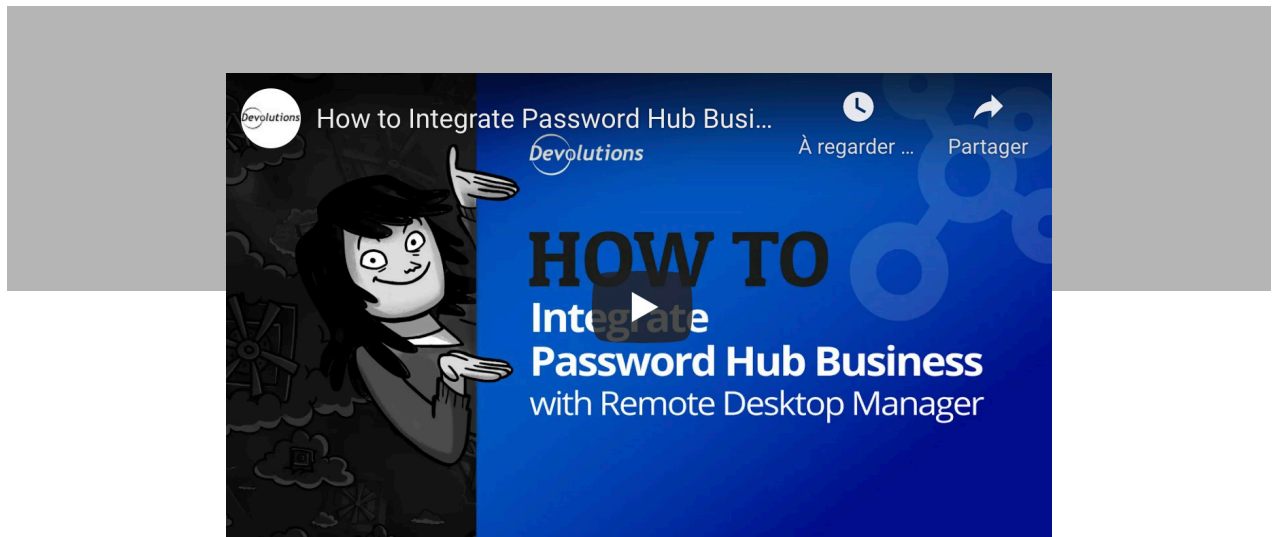 Devolutions
How to Integrate Password Hub Busi...
À regarder ...
Partager
Devolutions
HOW TO
Integrate
Password Hub Business
with Remote Desktop Manager